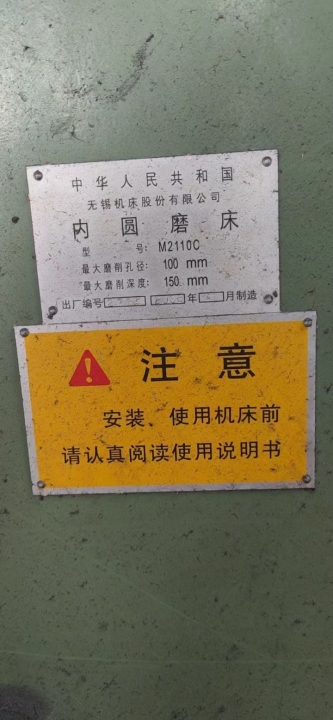 中华人民共和国
无锡机床股份有限公司
内圆磨床
型号: M2110C
最大磨削孔径: 100 mm
最大磨削深度: 150 mm
出厂编号 年 月制造
注意
安装、使用机床前
请认真阅读使用说明书